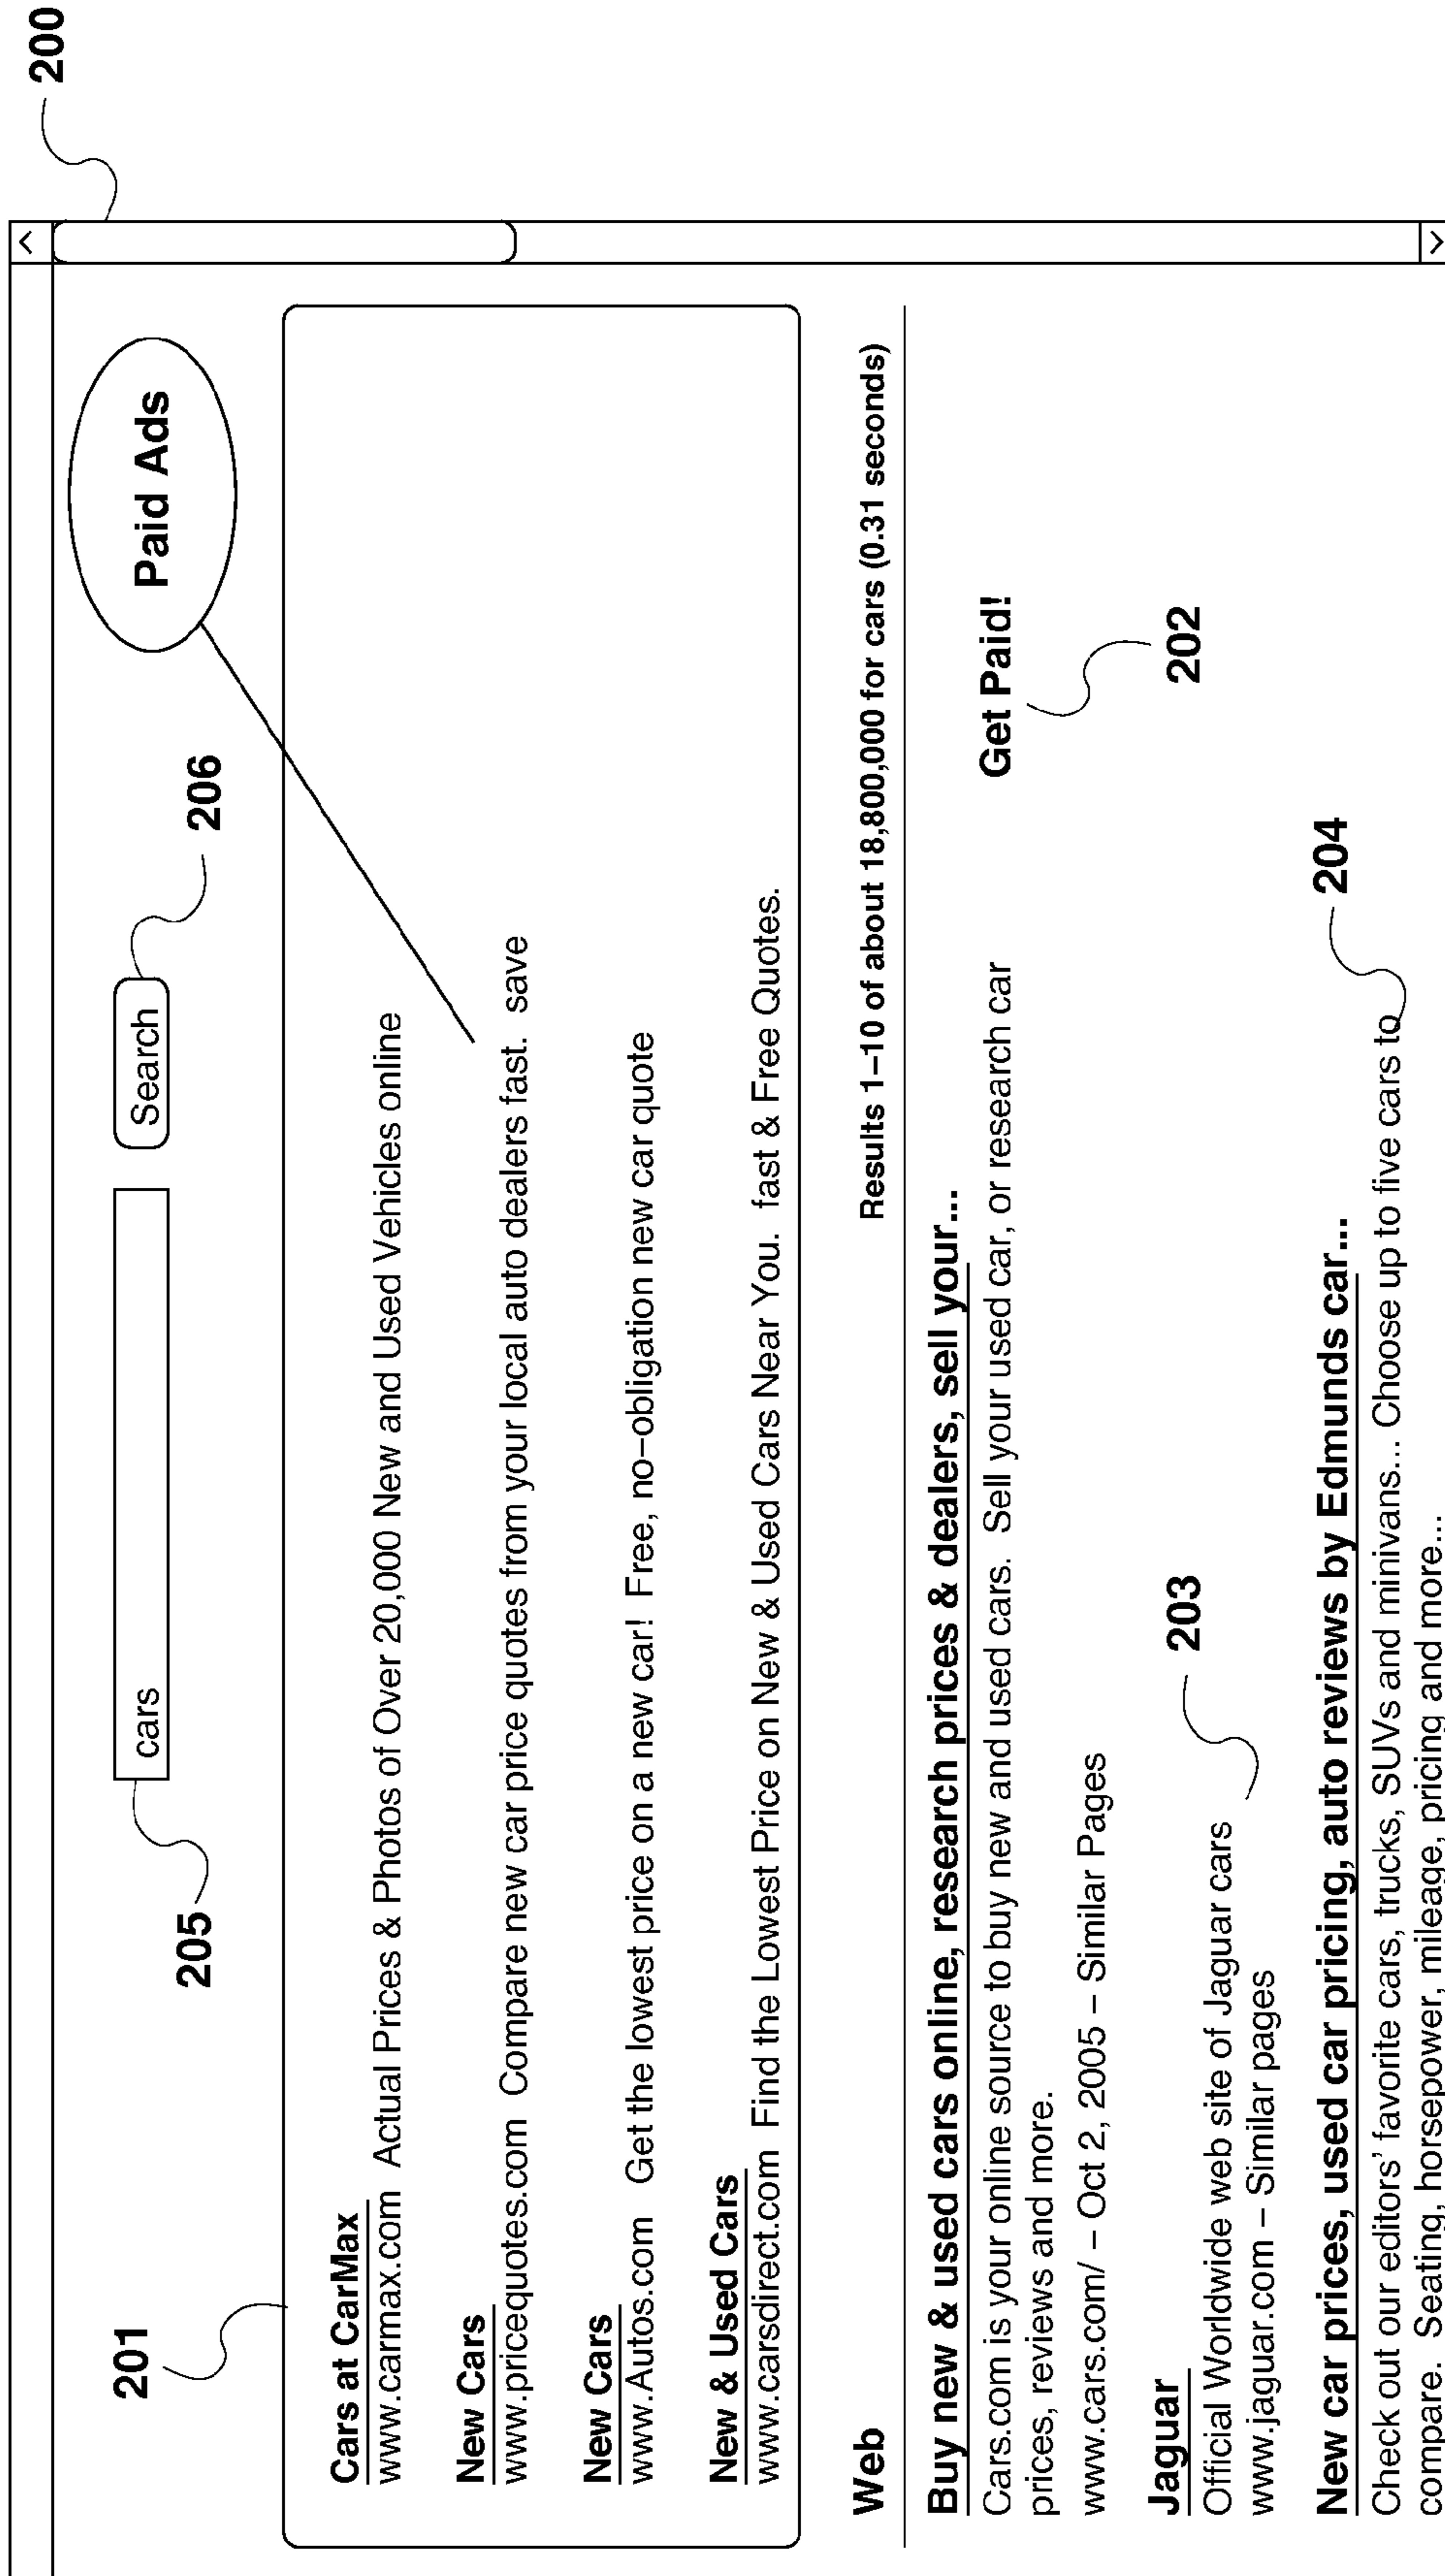 200
Paid Ads
cars
Search
205
206
201
Cars at CarMax
www.carmax.com Actual Prices & Photos of Over 20,000 New and Used Vehicles online
New Cars
www.pricequotes.com Compare new car price quotes from your local auto dealers fast. save
New Cars
www.Autos.com Get the lowest price on a new car! Free, no-obligation new car quote
New & Used Cars
www.carsdirect.com Find the Lowest Price on New & Used Cars Near You. fast & Free Quotes.
Web
Results 1-10 of about 18,800,000 for cars (0.31 seconds)
Buy new & used cars online, research prices & dealers, sell your...
Cars.com is your online source to buy new and used cars. Sell your used car, or research car
Get Paid!
prices, reviews and more.
www.cars.com/ - Oct 2, 2005 - Similar Pages
202
203
Jaguar
Official Worldwide web site of Jaguar cars
www.jaguar.com - Similar pages
204
New car prices, used car pricing, auto reviews by Edmunds car...
Check out our editors' favorite cars, trucks, SUVs and minivans... Choose up to five cars to
compare. Seating, horsepower, mileage, pricing and more...